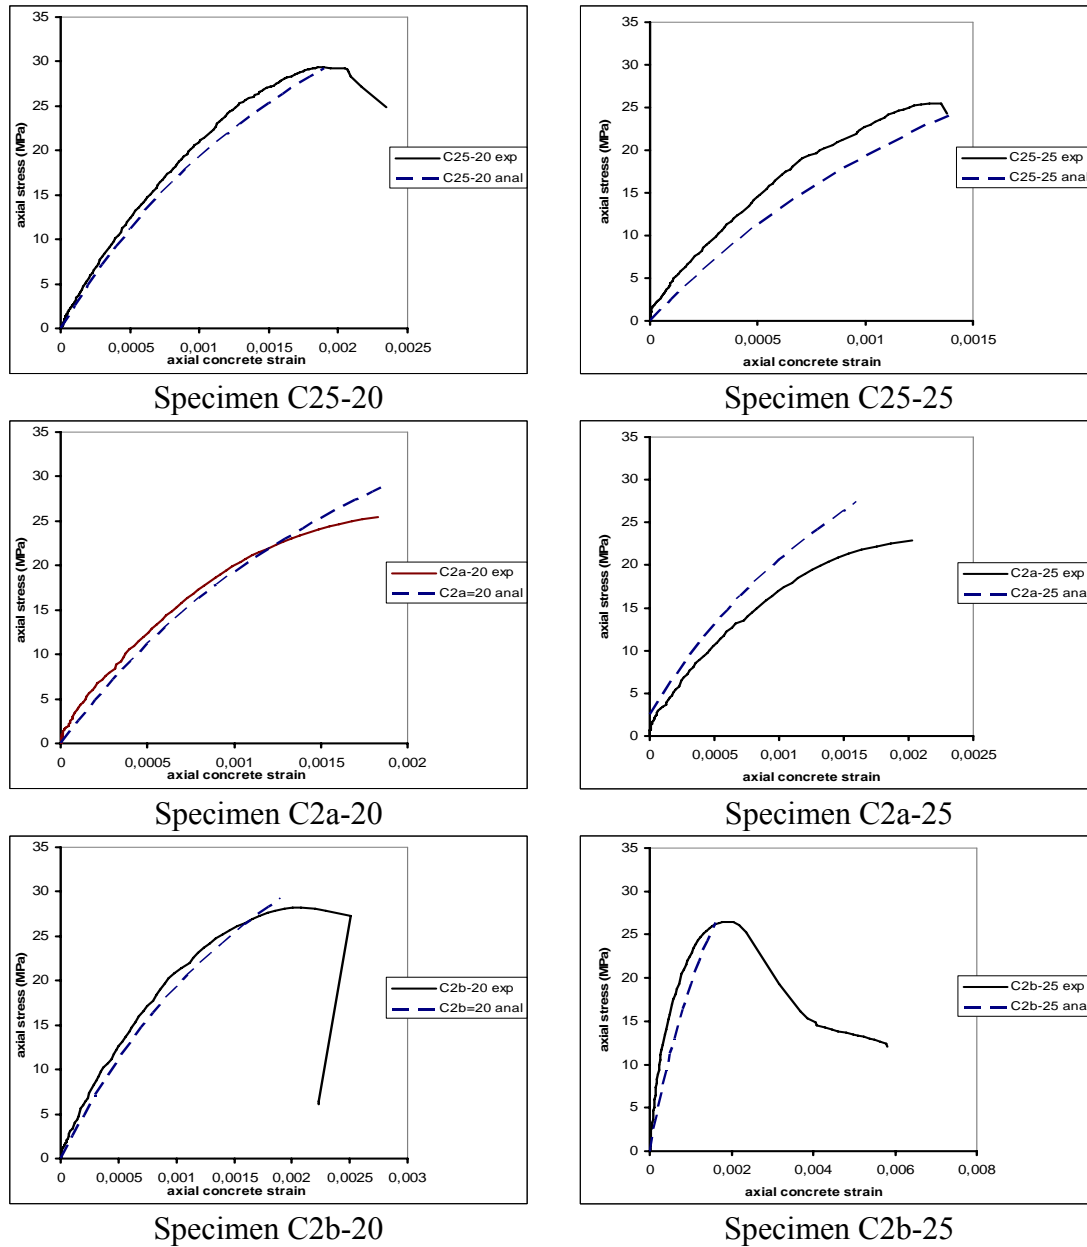 35
30
25
20
15
10
5
0
axial stress (MPa)
0 0,0005 0,001 0,0015 0,002 0,0025
axial concrete strain
C25-20 exp
C25-20 anal
Specimen C25-20
35
30
25
20
15
10
5
0
axial stress (MPa)
0 0,0005 0,001 0,0015
axial concrete strain
C25-25 exp
C25-25 anal
Specimen C25-25
35
30
25
20
15
10
5
0
axial stress (MPa)
0 0,0005 0,001 0,0015 0,002
axial concrete strain
C2a-20 exp
C2a=20 anal
Specimen C2a-20
35
30
25
20
15
10
5
0
axial stress (MPa)
0 0,0005 0,001 0,0015 0,002 0,0025
axial concrete strain
C2a-25 exp
C2a-25 anal
Specimen C2a-25
35
30
25
20
15
10
5
0
axial stress (MPa)
0 0,0005 0,001 0,0015 0,002 0,0025 0,003
axial concrete strain
C2b-20 exp
C2b=20 anal
Specimen C2b-20
35
30
25
20
15
10
5
0
axial stress (MPa)
0 0,002 0,004 0,006 0,008
axial concrete strain
C2b-25 exp
C2b-25 anal
Specimen C2b-25